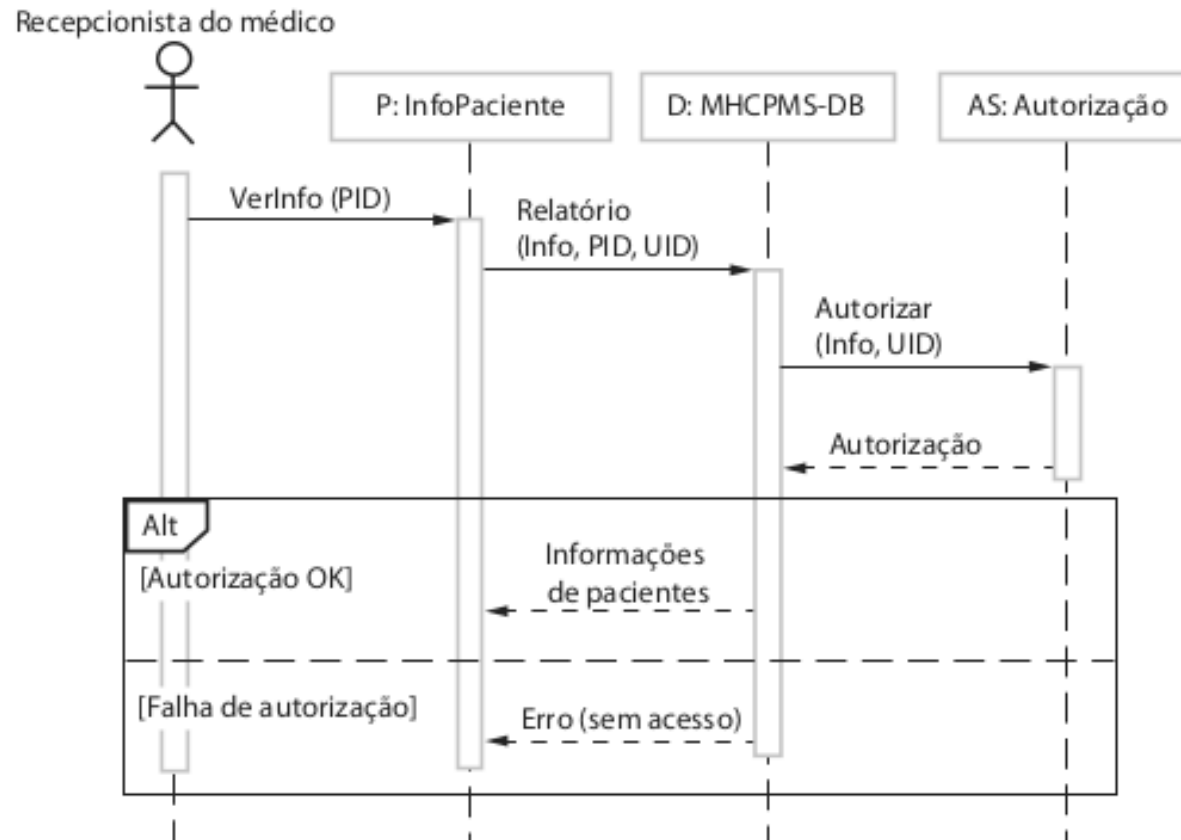 Recepcionista do médico
P: InfoPaciente
D: MHCPMS-DB
AS: Autorização
VerInfo (PID)
Relatório
(Info, PID, UID)
Autorizar
(Info, UID)
Autorização
Alt
[Autorização OK]
Informações
de pacientes
[Falha de autorização]
Erro (sem acesso)